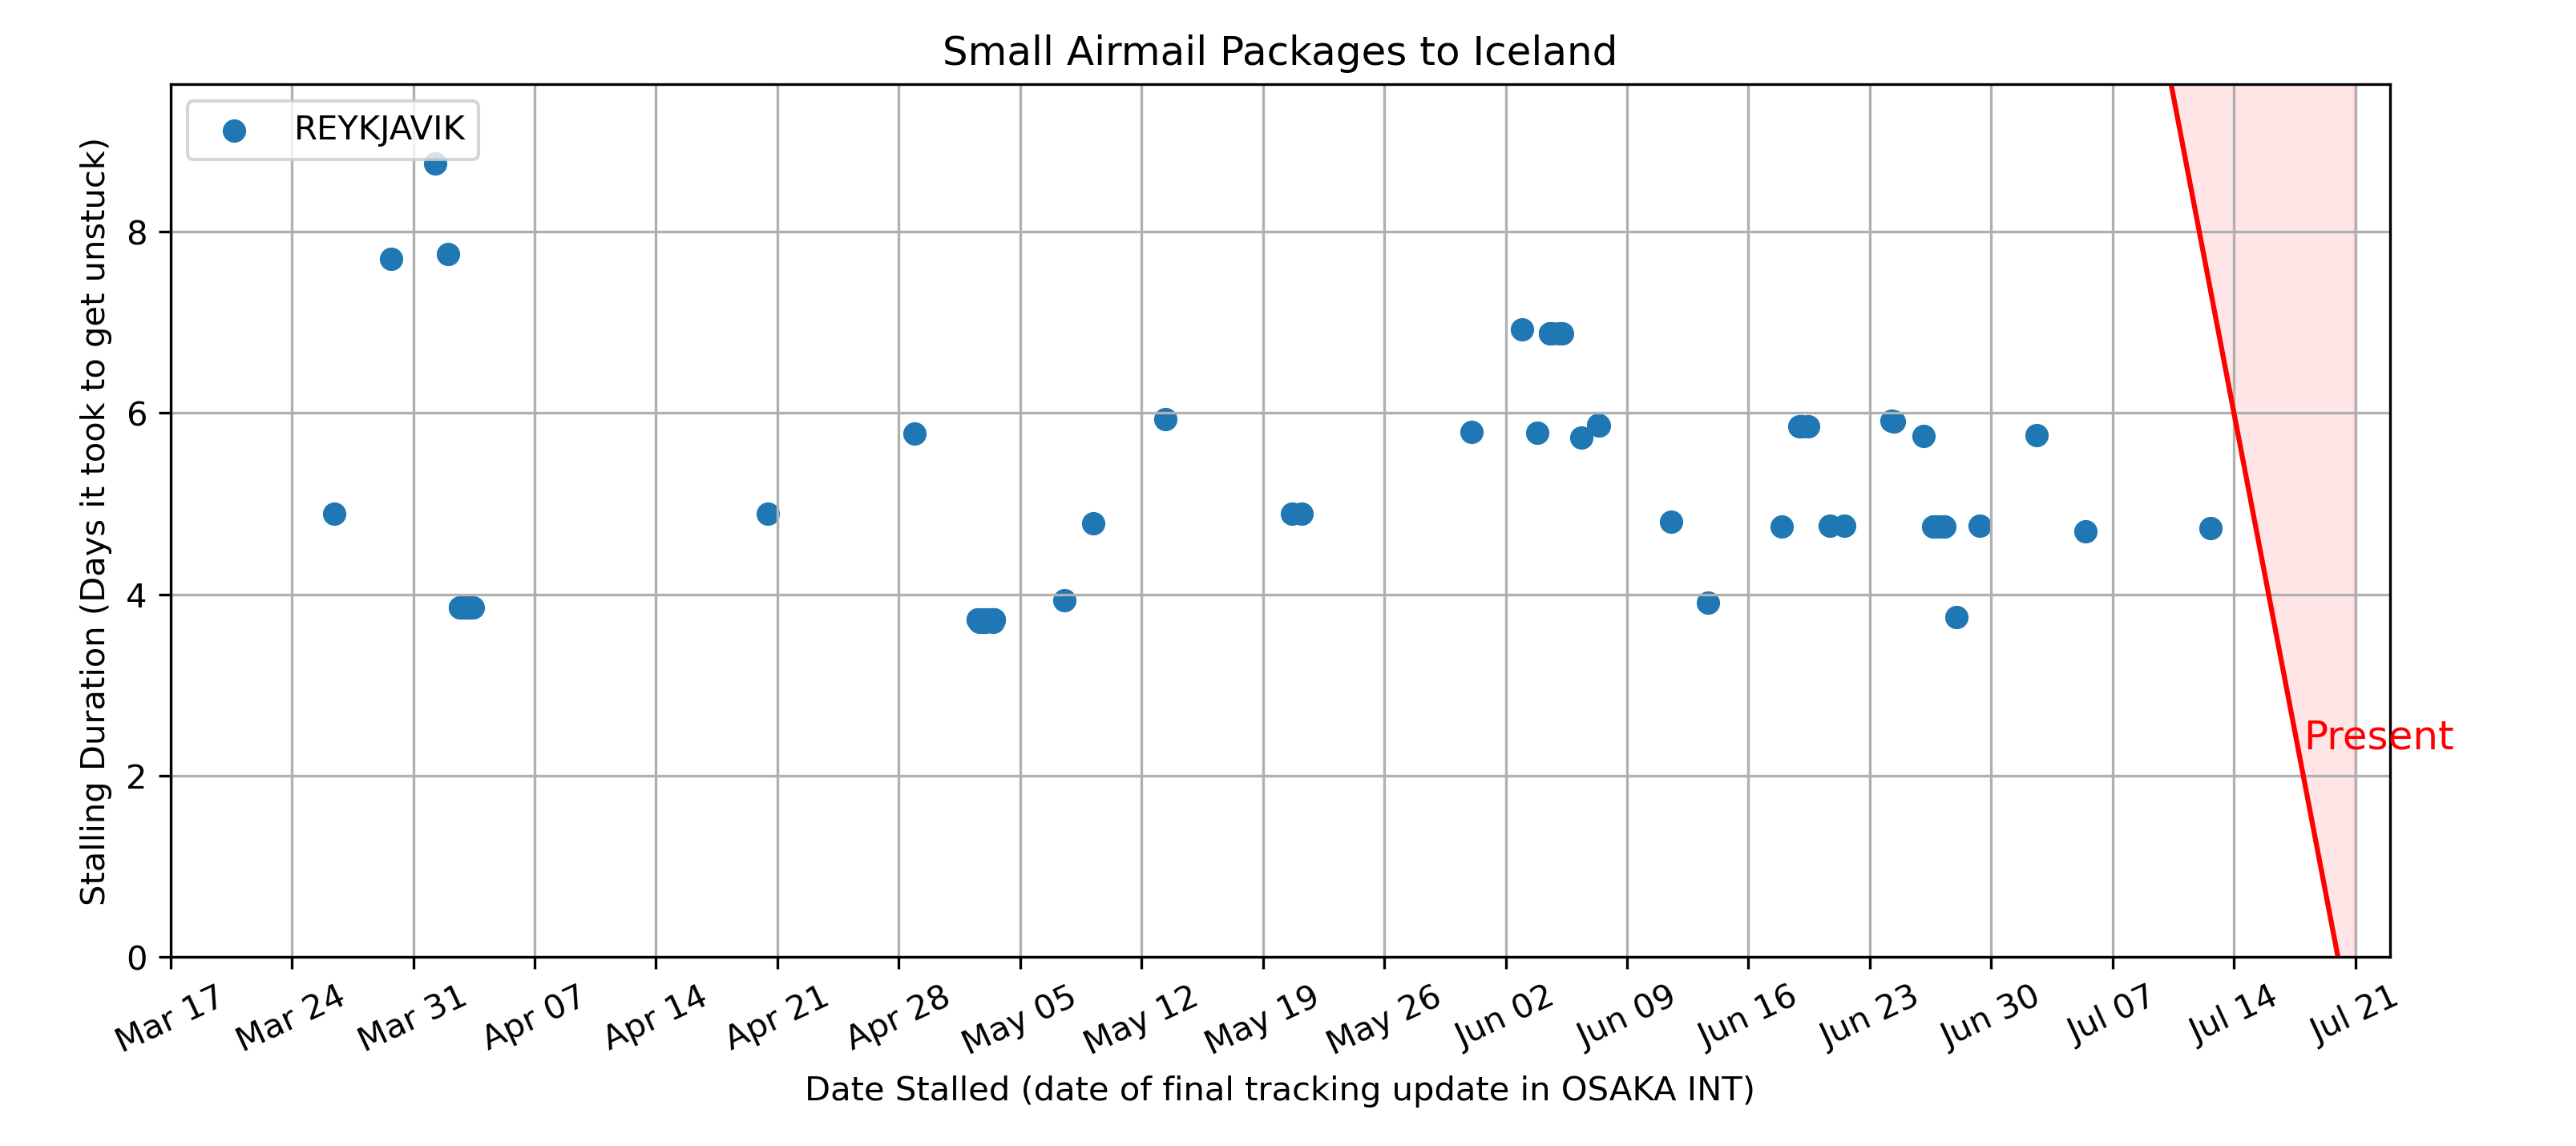 Small Airmail Packages to Iceland
REYKJAVIK
Stalling Duration (Days it took to get unstuck)
8
6
4
2
0
Present
Mar 17
Mar 24
Mar 31
Apr 07
Apr 14
Apr 21
Apr 28
May 05
May 12
May 19
May 26
Jun 02
Jun 09
Jun 16
Jun 23
Jun 30
Jul 07
Jul 14
Jul 21
Date Stalled (date of final tracking update in OSAKA INT)